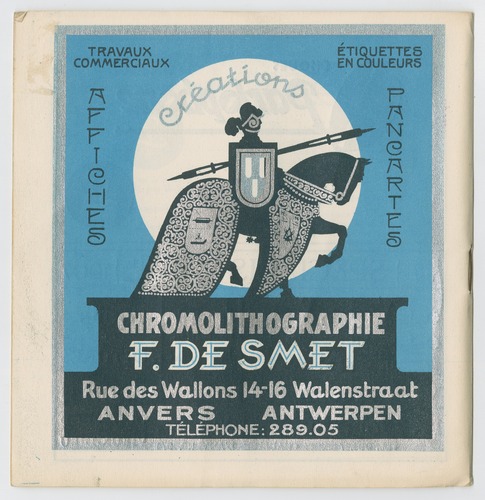 TRAVAUX
COMMERCIAUX
ÉTIQUETTES
EN COULEURS
AFFICHES
Créations
PANCARTES
CHROMOLITHOGRAPHIE
F. DE SMET
Rue des Wallons 14-16 Walenstraat
ANVERS ANTWERPEN
TÉLÉPHONE: 289.05